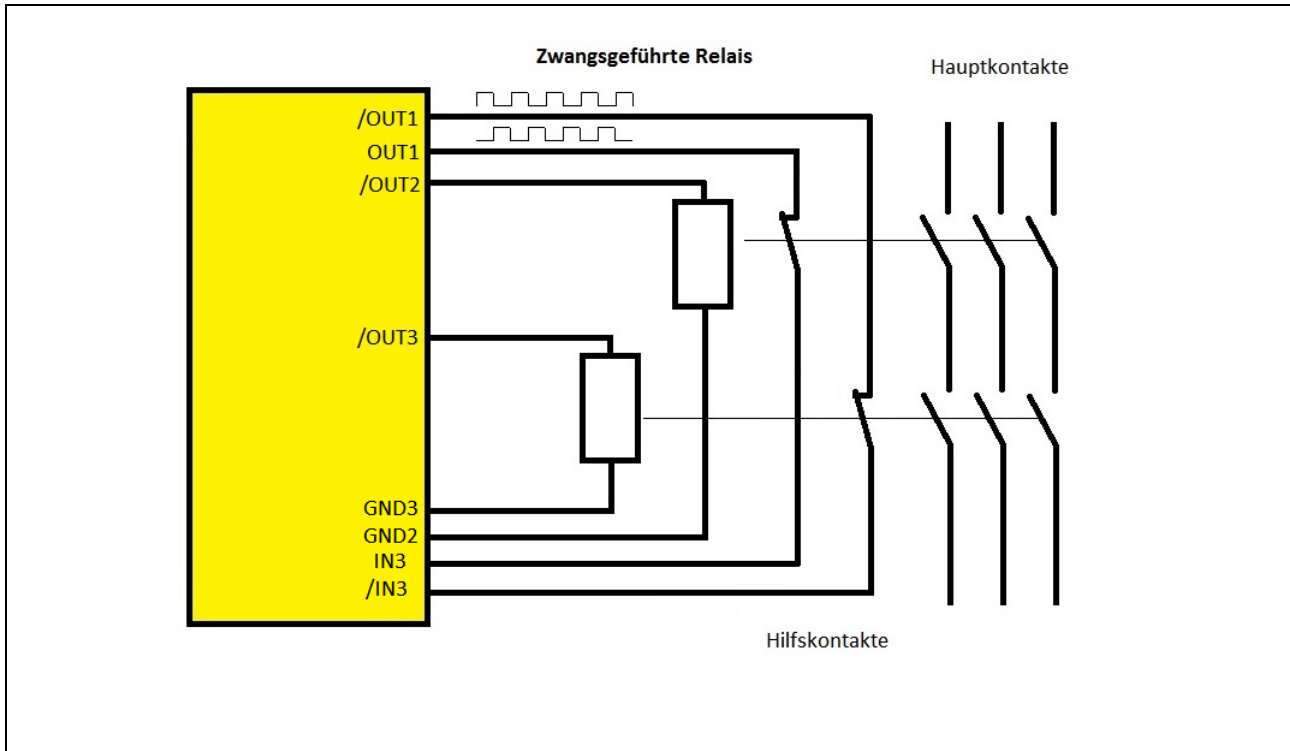 Zwangsgeführte Relais
Hauptkontakte
/OUT1
OUT1
/OUT2
/OUT3
GND3
GND2
IN3
/IN3
Hilfskontakte